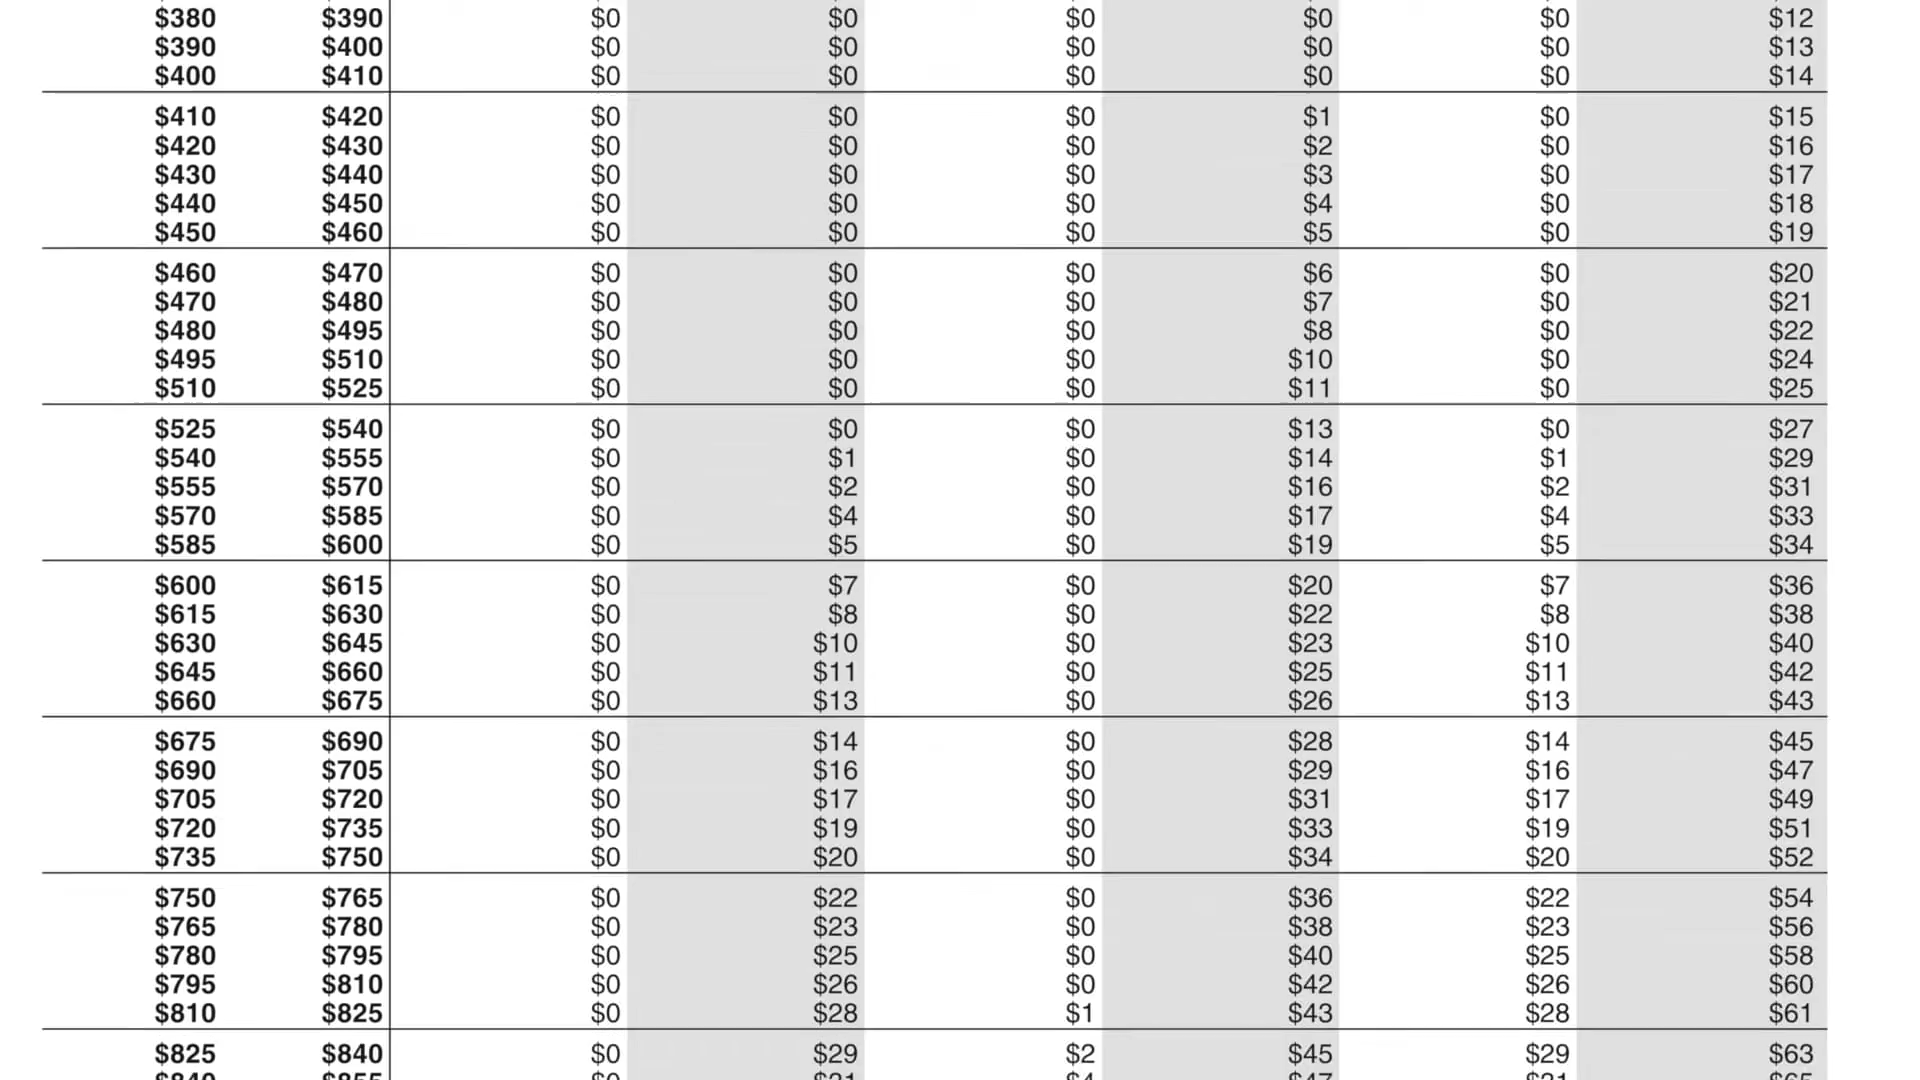 $380 $390 $0 $0 $0 $0 $0 $12
$390 $400 $0 $0 $0 $0 $0 $13
$400 $410 $0 $0 $0 $0 $0 $14
$410 $420 $0 $0 $0 $1 $0 $15
$420 $430 $0 $0 $0 $2 $0 $16
$430 $440 $0 $0 $0 $3 $0 $17
$440 $450 $0 $0 $0 $4 $0 $18
$450 $460 $0 $0 $0 $5 $0 $19
$460 $470 $0 $0 $0 $6 $0 $20
$470 $480 $0 $0 $0 $7 $0 $21
$480 $495 $0 $0 $0 $8 $0 $22
$495 $510 $0 $0 $0 $10 $0 $24
$510 $525 $0 $0 $0 $11 $0 $25
$525 $540 $0 $0 $0 $13 $0 $27
$540 $555 $0 $1 $0 $14 $1 $29
$555 $570 $0 $2 $0 $16 $2 $31
$570 $585 $0 $4 $0 $17 $4 $33
$585 $600 $0 $5 $0 $19 $5 $34
$600 $615 $0 $7 $0 $20 $7 $36
$615 $630 $0 $8 $0 $22 $8 $38
$630 $645 $0 $10 $0 $23 $10 $40
$645 $660 $0 $11 $0 $25 $11 $42
$660 $675 $0 $13 $0 $26 $13 $43
$675 $690 $0 $14 $0 $28 $14 $45
$690 $705 $0 $16 $0 $29 $16 $47
$705 $720 $0 $17 $0 $31 $17 $49
$720 $735 $0 $19 $0 $33 $19 $51
$735 $750 $0 $20 $0 $34 $20 $52
$750 $765 $0 $22 $0 $36 $22 $54
$765 $780 $0 $23 $0 $38 $23 $56
$780 $795 $0 $25 $0 $40 $25 $58
$795 $810 $0 $26 $0 $42 $26 $60
$810 $825 $0 $28 $1 $43 $28 $61
$825 $840 $0 $29 $2 $45 $29 $63